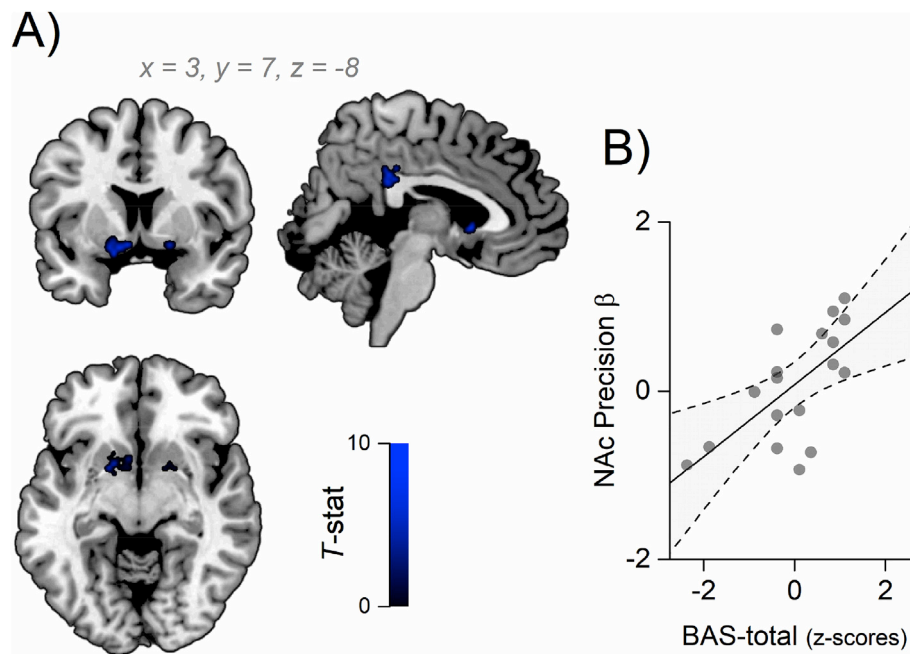 A)
x = 3, y = 7, z = -8
B)
10
T-stat
0
2
0
-2
NAc Precision β
-2
0
2
BAS-total (z-scores)